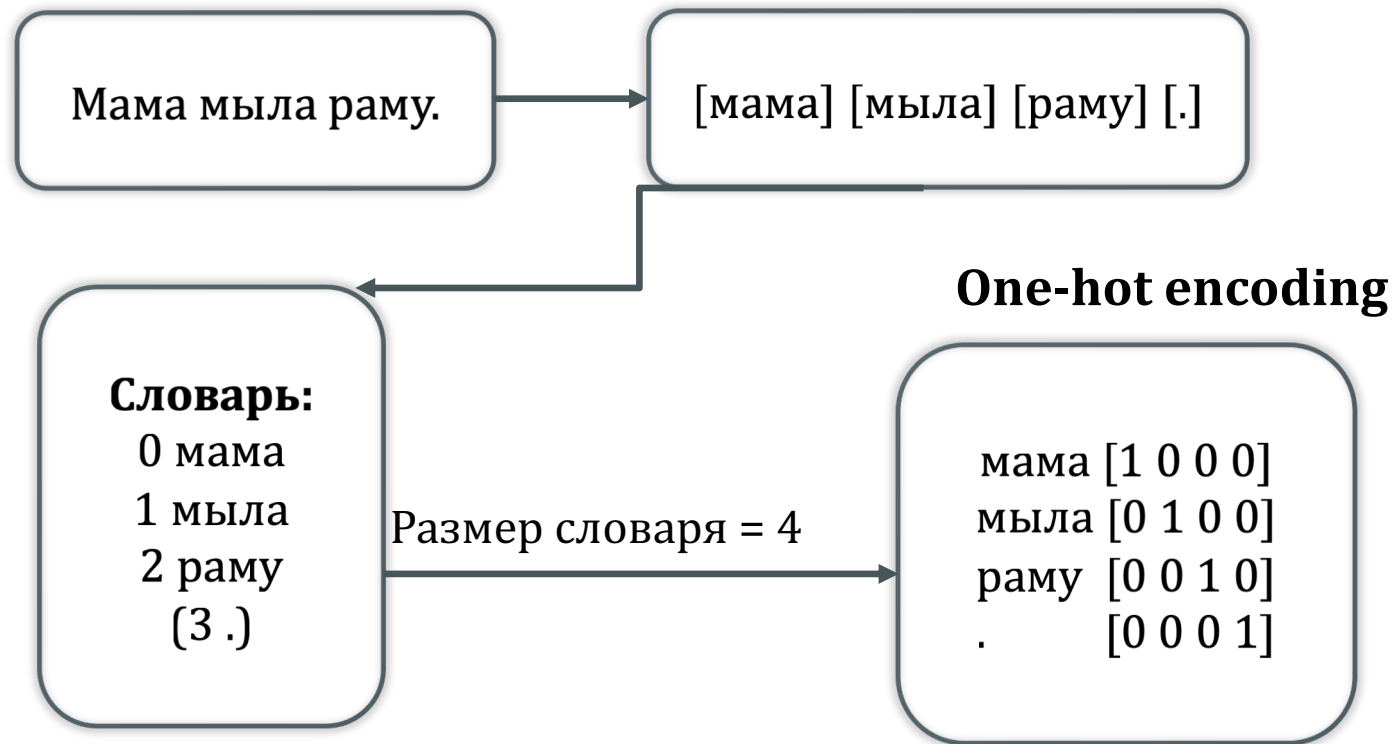 Мама мыла раму.
[мама] [мыла] [раму] [.]
Словарь:
0 мама
1 мыла
2 раму
(3 .)
Размер словаря = 4
One-hot encoding
мама [1 0 0 0]
мыла [0 1 0 0]
раму [0 0 1 0]
. [0 0 0 1]